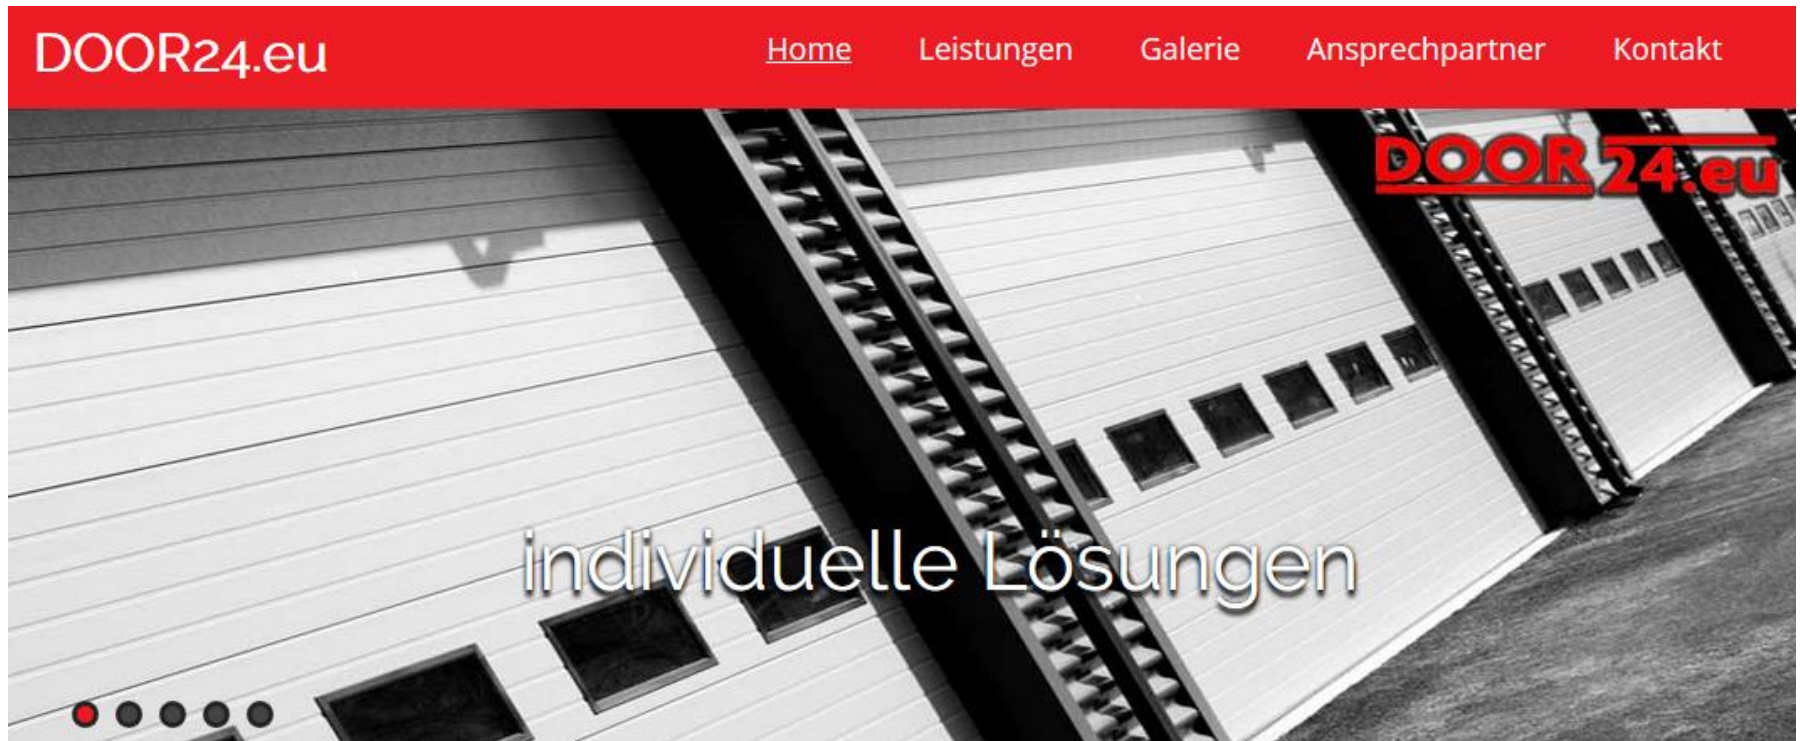 DOOR24.eu
Home Leistungen Galerie Ansprechpartner Kontakt
DOOR24.eu
individuelle Lösungen